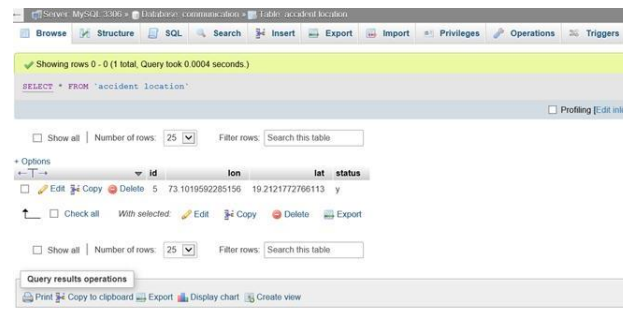 Server: MySQL:3306 » Database: communication » Table: accident location
Browse Structure SQL Search Insert Export Import Privileges Operations Triggers
Showing rows 0 - 0 (1 total, Query took 0.0004 seconds.)
SELECT * FROM `accident location`
Profiling [Edit inli
Show all | Number of rows: 25 Filter rows: Search this table
+ Options
←T→ id lon lat status
Edit Copy Delete 5 73.1019592285156 19.2121772766113 y
Check all With selected: Edit Copy Delete Export
Show all | Number of rows: 25 Filter rows: Search this table
Query results operations
Print Copy to clipboard Export Display chart Create view